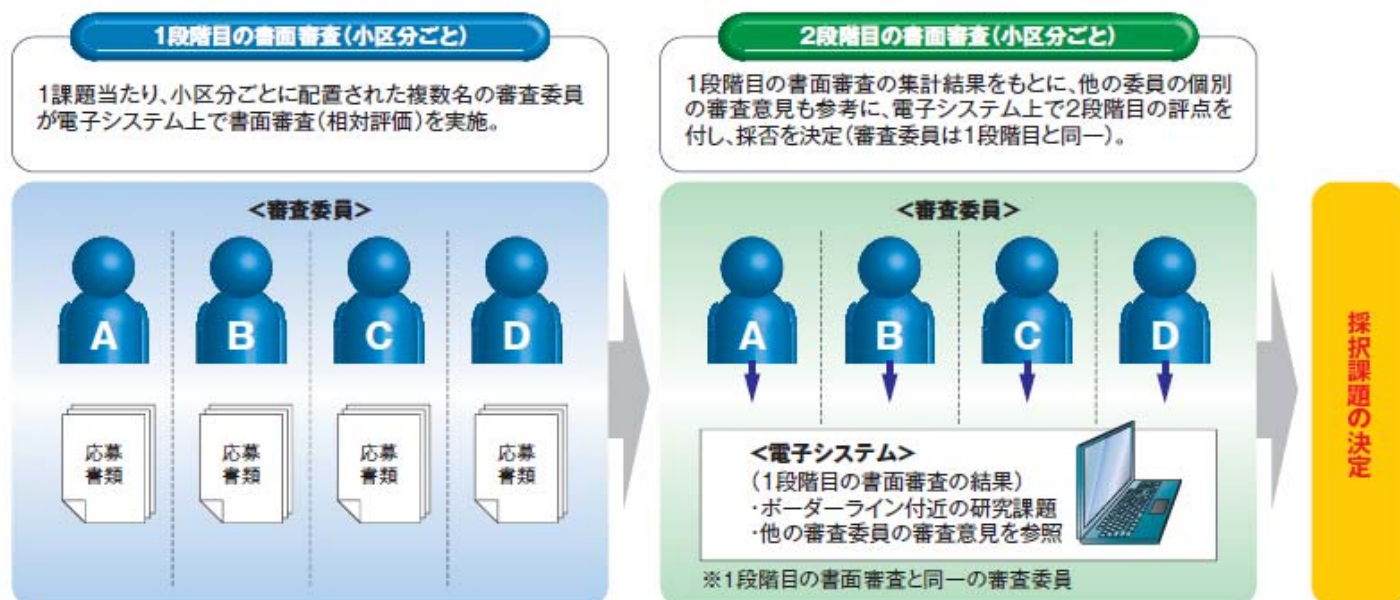 1段階目の書面審査(小区分ごと)
1課題当たり、小区分ごとに配置された複数名の審査委員
が電子システム上で書面審査(相対評価)を実施。
<審査委員>
A
B
C
D
応募
書類
応募
書類
応募
書類
応募
書類
2段階目の書面審査(小区分ごと)
1段階目の書面審査の集計結果をもとに、他の委員の個別
の審査意見も参考に、電子システム上で2段階目の評点を
付し、採否を決定(審査委員は1段階目と同一)。
<審査委員>
A
B
C
D
<電子システム>
(1段階目の書面審査の結果)
・ボーダーライン付近の研究課題
・他の審査委員の審査意見を参照
※1段階目の書面審査と同一の審査委員
採択課題の決定